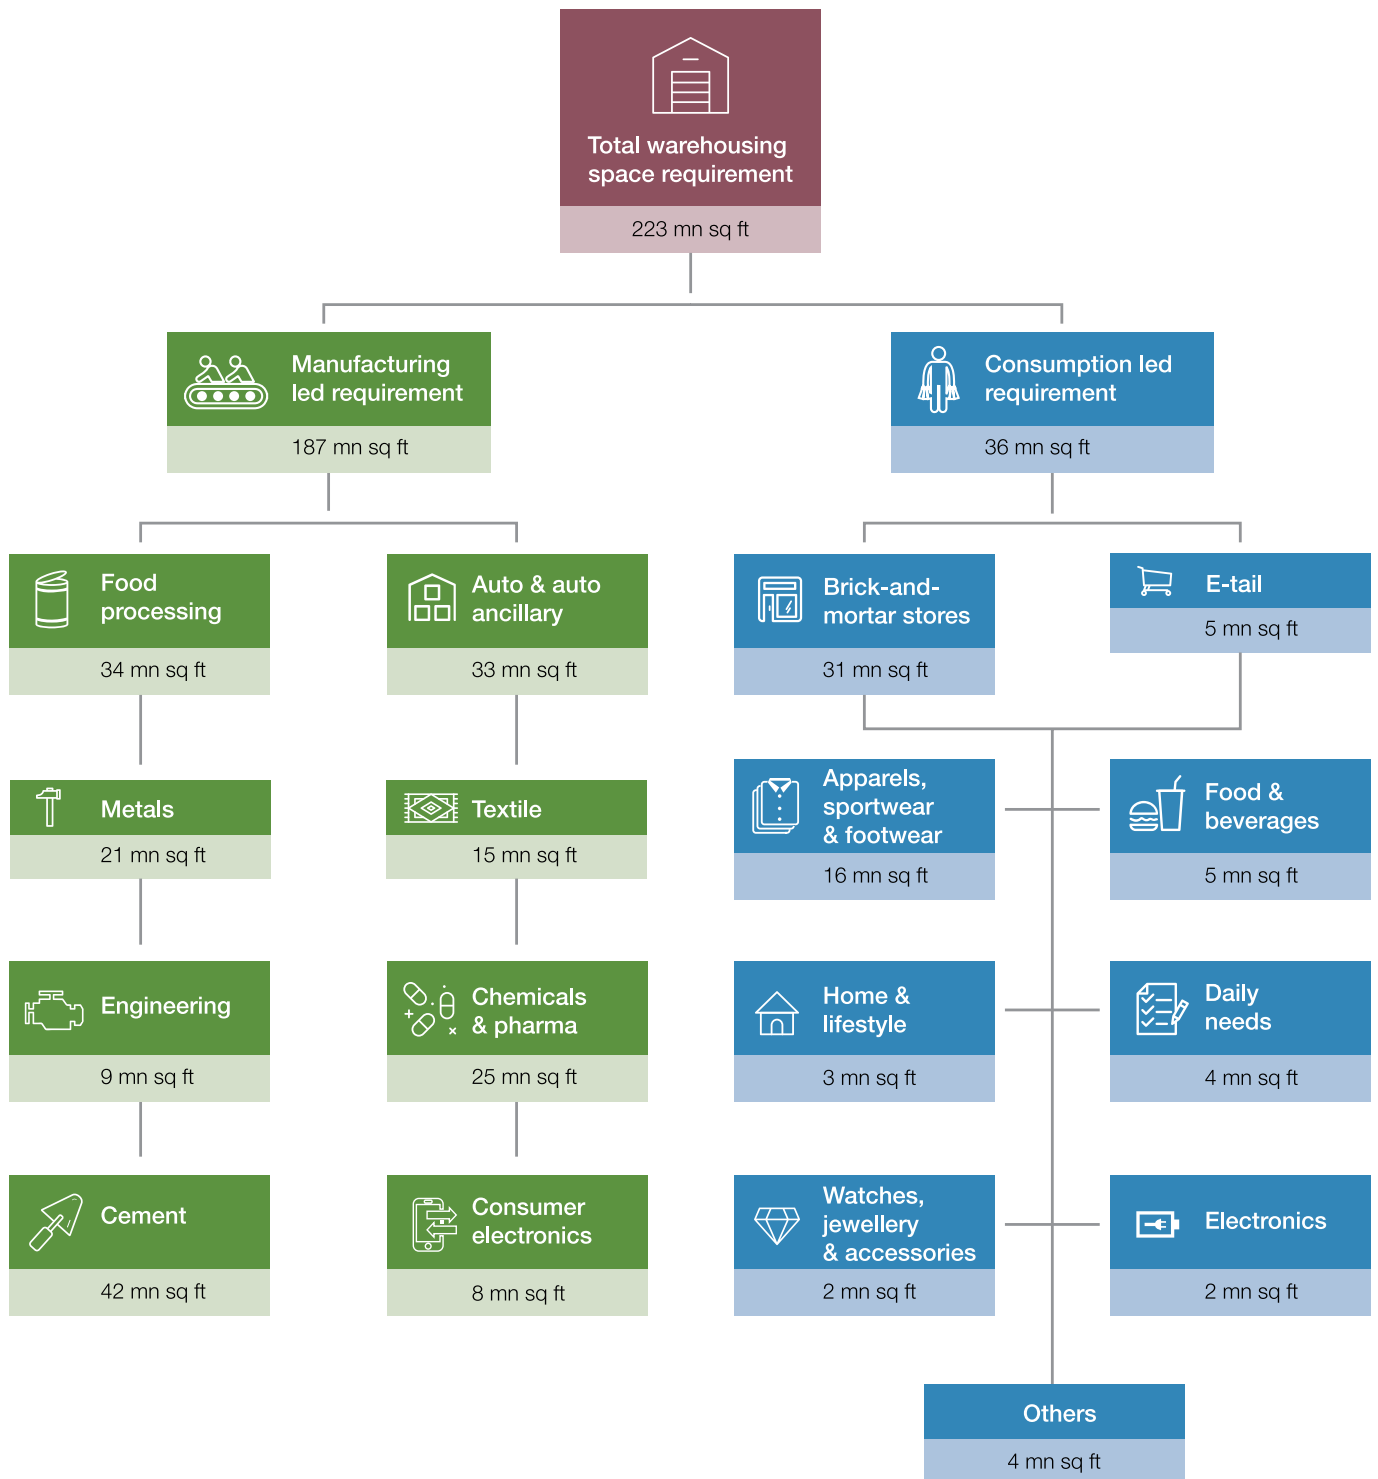 Total warehousing
space requirement
223 mn sq ft
Manufacturing
led requirement
187 mn sq ft
Consumption led
requirement
36 mn sq ft
Food
processing
34 mn sq ft
Auto & auto
ancillary
33 mn sq ft
Brick-and-
mortar stores
31 mn sq ft
E-tail
5 mn sq ft
Metals
21 mn sq ft
Textile
15 mn sq ft
Apparels,
sportwear
& footwear
16 mn sq ft
Food &
beverages
5 mn sq ft
Engineering
9 mn sq ft
Chemicals
& pharma
25 mn sq ft
Home &
lifestyle
3 mn sq ft
Daily
needs
4 mn sq ft
Cement
42 mn sq ft
Consumer
electronics
8 mn sq ft
Watches,
jewellery
& accessories
2 mn sq ft
Electronics
2 mn sq ft
Others
4 mn sq ft